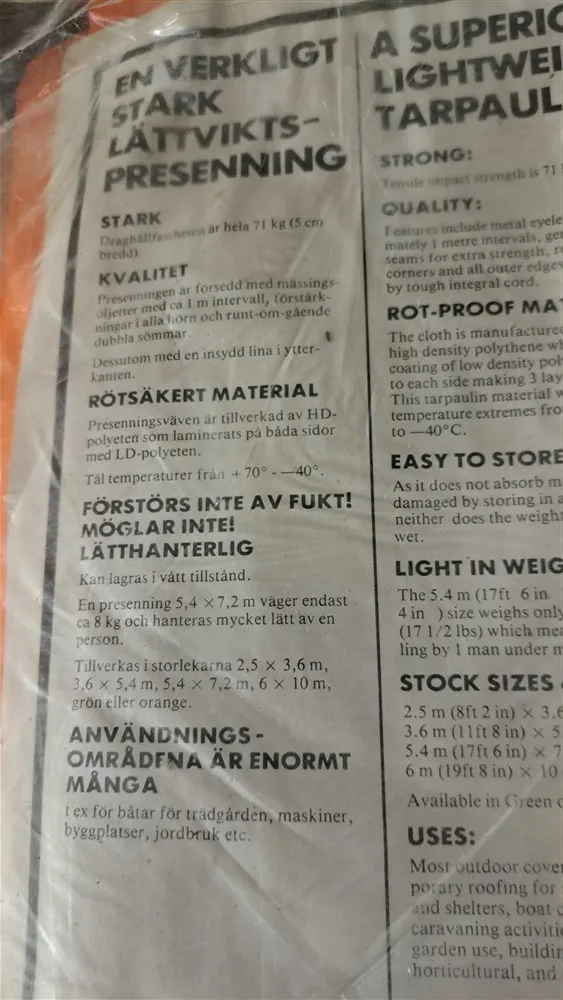 EN VERKLIGT
STARK
LÄTTVIKTS-
PRESENNING
STARK
Draghållfastheten är hela 71 kg (5 cm
bredd)
KVALITET
Presenningen är försedd med mässings-
öljetter med ca 1 m intervall, förstärk-
ningar i alla hörn och runt-om-gående
dubbla sömmar.
Dessutom med en insydd lina i ytter-
kanten.
RÖTSÄKERT MATERIAL
Presenningsväven är tillverkad av HD-
polyeten som laminerats på båda sidor
med LD-polyeten.
Tål temperaturer från +70° - —40°.
FÖRSTÖRS INTE AV FUKT!
MÖGLAR INTE!
LÄTTHANTERLIG
Kan lagras i vått tillstånd.
En presenning 5,4 × 7,2 m väger endast
ca 8 kg och hanteras mycket lätt av en
person.
Tillverkas i storlekarna 2,5 × 3,6 m,
3,6 × 5,4 m, 5,4 × 7,2 m, 6 × 10 m,
grön eller orange.
ANVÄNDNINGS-
OMRÅDENA ÄR ENORMT
MÅNGA
t ex för båtar för trädgården, maskiner,
byggplatser, jordbruk etc.
A SUPERIO
LIGHTWEI
TARPAUL
STRONG:
Tensile impact strength is 71
QUALITY:
Features include metal eyele
mately 1 metre intervals, ge
seams for extra strength, r
corners and all outer edges
by tough integral cord.
ROT-PROOF MA
The cloth is manufacture
high density polythene w
coating of low density pol
to each side making 3 lay
This tarpaulin material w
temperature extremes fro
to —40°C.
EASY TO STORE
As it does not absorb m
damaged by storing in a
neither does the weigh
wet.
LIGHT IN WEIG
The 5.4 m (17ft 6 in
4 in ) size weighs only
(17 1/2 lbs) which mea
ling by 1 man under m
STOCK SIZES
2.5 m (8ft 2 in) × 3.6
3.6 m (11ft 8 in) × 5
5.4 m (17ft 6 in) × 7
6 m (19ft 8 in) × 10
Available in Green o
USES:
Most outdoor cover
porary roofing for
and shelters, boat c
caravaning activitie
garden use, buildin
horticultural, and